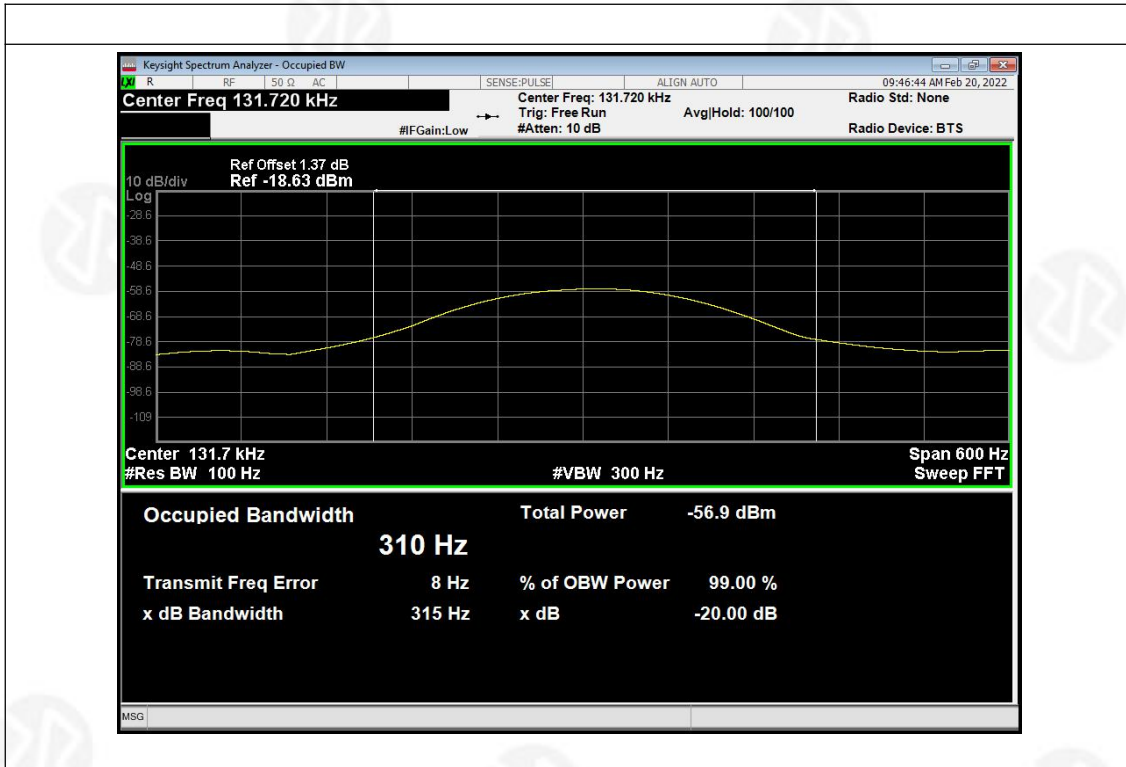 Keysight Spectrum Analyzer - Occupied BW
LXI R RF 50 Ω AC SENSE:PULSE ALIGN AUTO 09:46:44 AM Feb 20, 2022
Center Freq 131.720 kHz Center Freq: 131.720 kHz Radio Std: None
Trig: Free Run Avg|Hold: 100/100
#IFGain:Low #Atten: 10 dB Radio Device: BTS
Ref Offset 1.37 dB
10 dB/div Ref -18.63 dBm
Log
-28.6
-38.6
-48.6
-58.6
-68.6
-78.6
-88.6
-98.6
-109
Center 131.7 kHz Span 600 Hz
#Res BW 100 Hz #VBW 300 Hz Sweep FFT
Occupied Bandwidth Total Power -56.9 dBm
310 Hz
Transmit Freq Error 8 Hz % of OBW Power 99.00 %
x dB Bandwidth 315 Hz x dB -20.00 dB
MSG